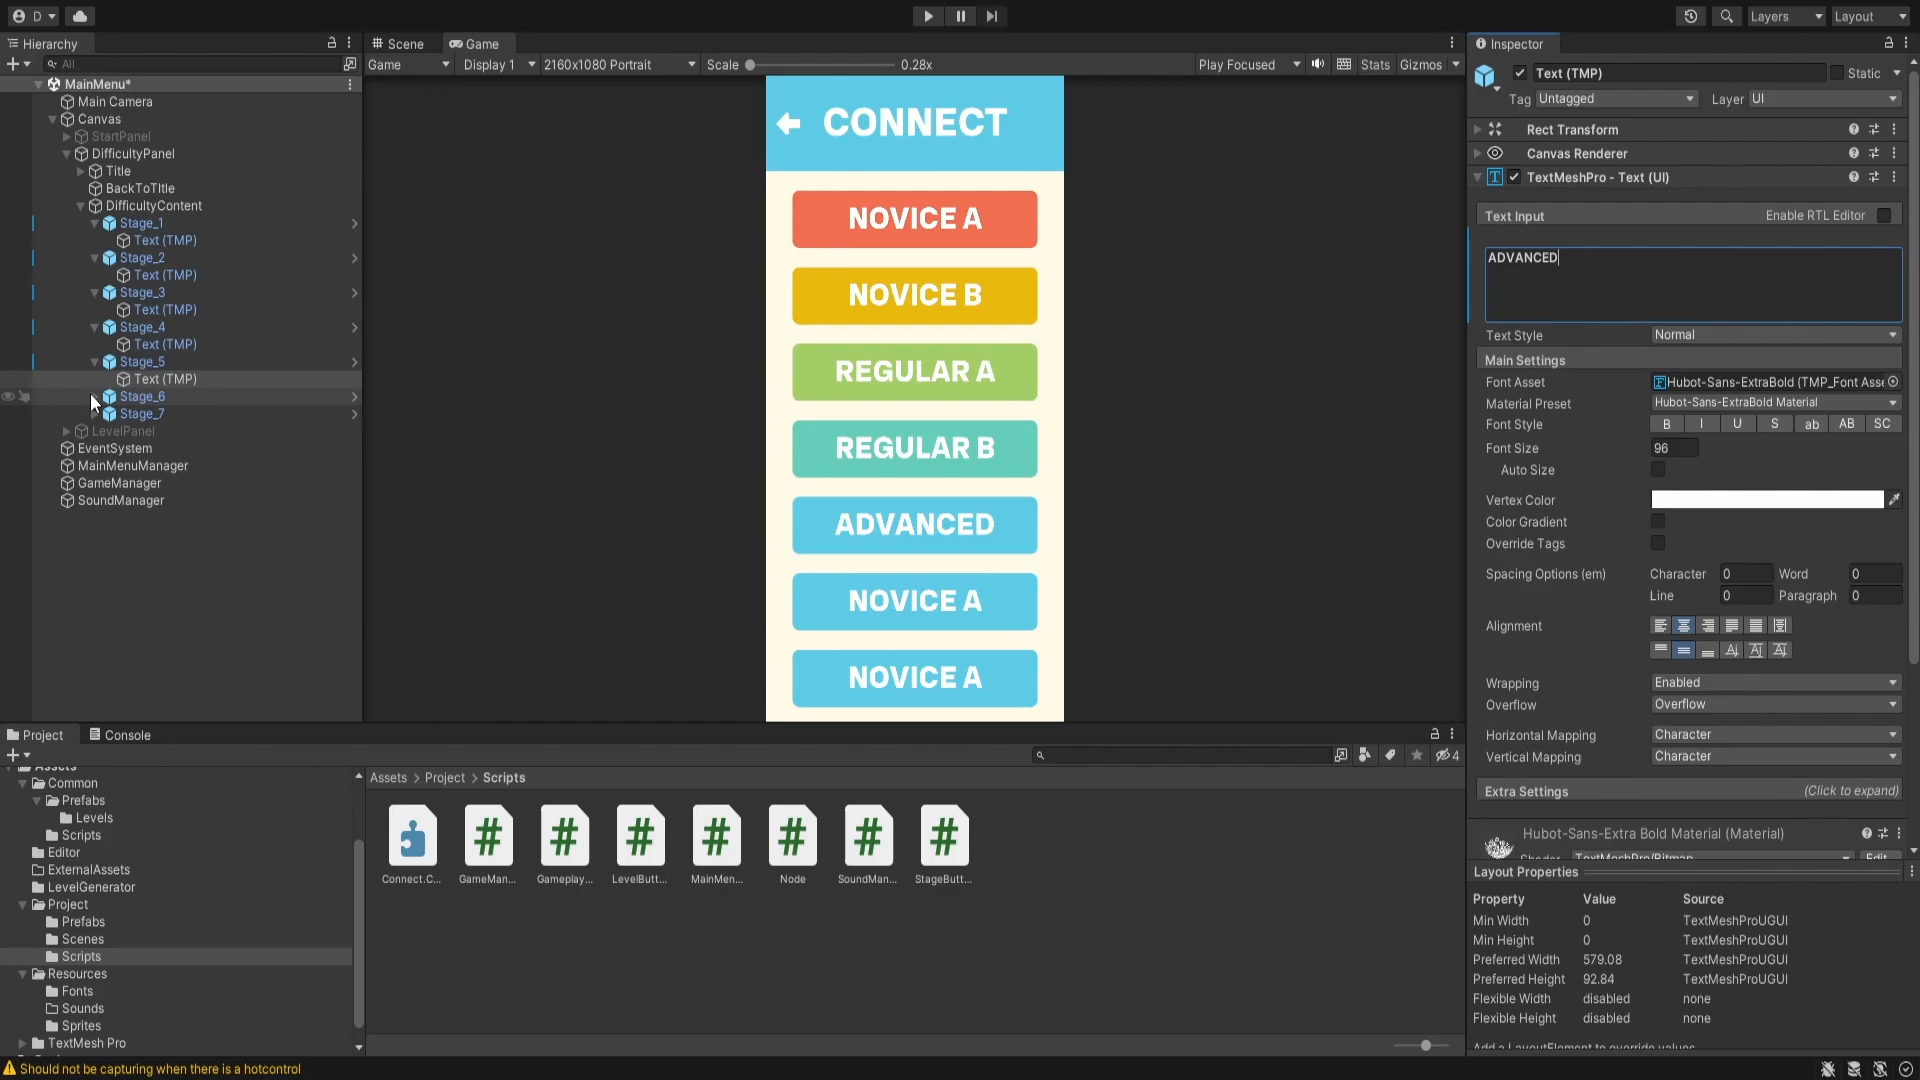 D
Layers
Layout
Hierarchy
All
MainMenu*
Main Camera
Canvas
StartPanel
DifficultyPanel
Title
BackToTItle
DifficultyContent
Stage_1
Text (TMP)
Stage_2
Text (TMP)
Stage_3
Text (TMP)
Stage_4
Text (TMP)
Stage_5
Text (TMP)
Stage_6
Stage_7
LevelPanel
EventSystem
MainMenuManager
GameManager
SoundManager
Scene
Game
Game
Display 1
2160x1080 Portrait
Scale
0.28x
Play Focused
Stats
Gizmos
CONNECT
NOVICE A
NOVICE B
REGULAR A
REGULAR B
ADVANCED
NOVICE A
NOVICE A
Inspector
Text (TMP)
Static
Tag
Untagged
Layer
UI
Rect Transform
Canvas Renderer
TextMeshPro - Text (UI)
Text Input
Enable RTL Editor
ADVANCED
Text Style
Normal
Main Settings
Font Asset
Hubot-Sans-ExtraBold (TMP_Font Asse
Material Preset
Hubot-Sans-ExtraBold Material
Font Style
B I U S ab AB SC
Font Size
96
Auto Size
Vertex Color
Color Gradient
Override Tags
Spacing Options (em)
Character 0 Word 0
Line 0 Paragraph 0
Alignment
Wrapping
Enabled
Overflow
Overflow
Horizontal Mapping
Character
Vertical Mapping
Character
Extra Settings
(Click to expand)
Hubot-Sans-Extra Bold Material (Material)
Shader
TextMeshPro/Bitmap
Edit
Layout Properties
Property Value Source
Min Width 0 TextMeshProUGUI
Min Height 0 TextMeshProUGUI
Preferred Width 579.08 TextMeshProUGUI
Preferred Height 92.84 TextMeshProUGUI
Flexible Width disabled none
Flexible Height disabled none
Add a LayoutElement to override values
Project
Console
4
Assets
Common
Prefabs
Levels
Scripts
Editor
ExternalAssets
LevelGenerator
Project
Prefabs
Scenes
Scripts
Resources
Fonts
Sounds
Sprites
TextMesh Pro
Assets > Project > Scripts
Connect.C...
GameMan...
Gameplay...
LevelButt...
MainMen...
Node
SoundMan...
StageButt...
Should not be capturing when there is a hotcontrol